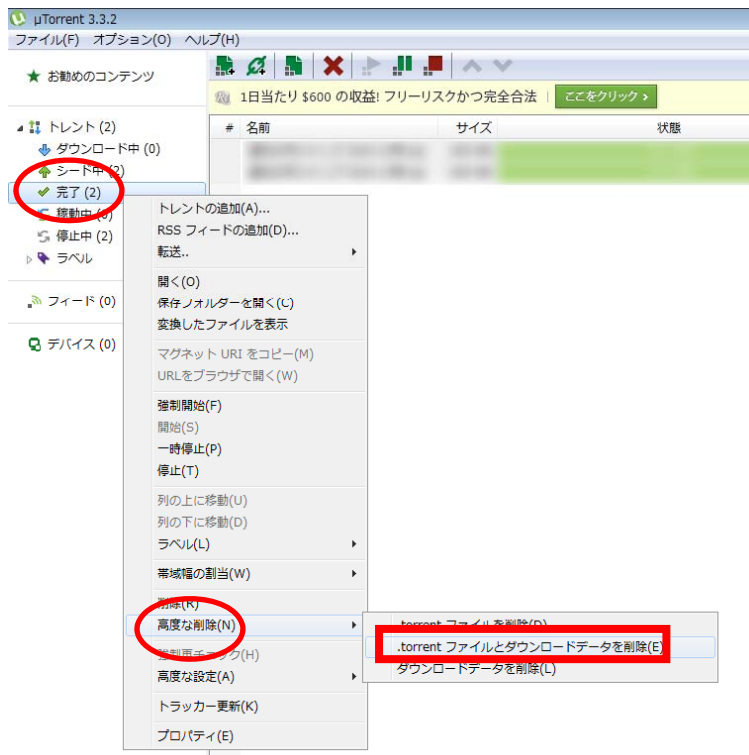 µTorrent 3.3.2
ファイル(F) オプション(O) ヘルプ(H)
★ お勧めのコンテンツ
1日当たり $600 の収益! フリーリスクかつ完全合法 | ここをクリック ›
トレント (2)
ダウンロード中 (0)
シード中 (2)
完了 (2)
稼動中 (0)
停止中 (2)
ラベル
フィード (0)
デバイス (0)
# 名前 サイズ 状態
トレントの追加(A)...
RSS フィードの追加(D)...
転送..
開く(O)
保存フォルダーを開く(C)
変換したファイルを表示
マグネット URI をコピー(M)
URLをブラウザで開く(W)
強制開始(F)
開始(S)
一時停止(P)
停止(T)
列の上に移動(U)
列の下に移動(D)
ラベル(L)
帯域幅の割当(W)
削除(R)
高度な削除(N)
強制再チェック(H)
高度な設定(A)
トラッカー更新(K)
プロパティ(E)
.torrent ファイルを削除(D)
.torrent ファイルとダウンロードデータを削除(E)
ダウンロードデータを削除(L)